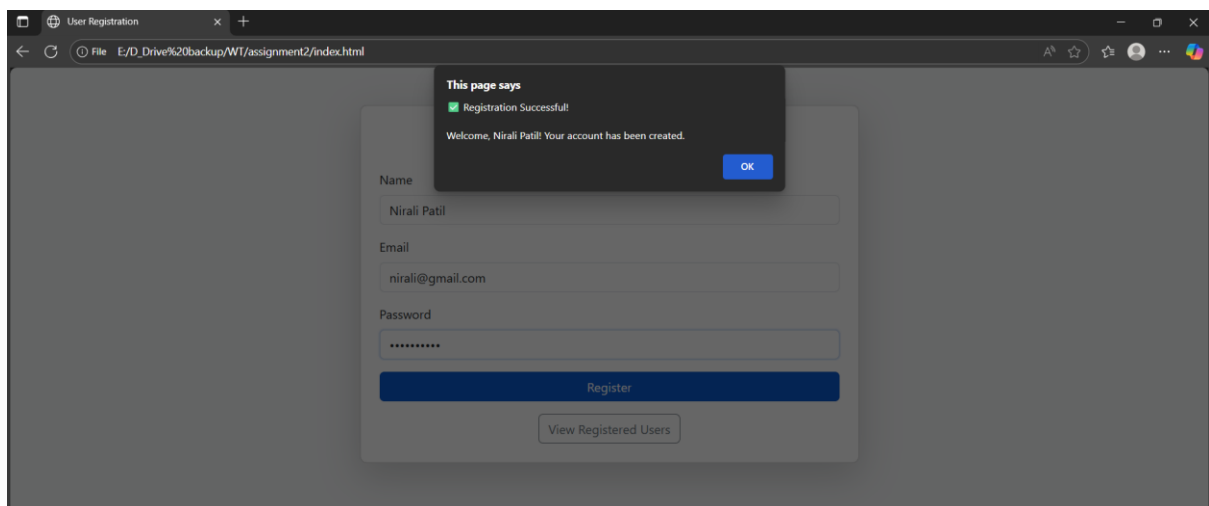 User Registration
File E:/D_Drive%20backup/WT/assignment2/index.html
This page says
✅ Registration Successful!
Welcome, Nirali Patil! Your account has been created.
OK
Name
Nirali Patil
Email
nirali@gmail.com
Password
••••••••••
Register
View Registered Users